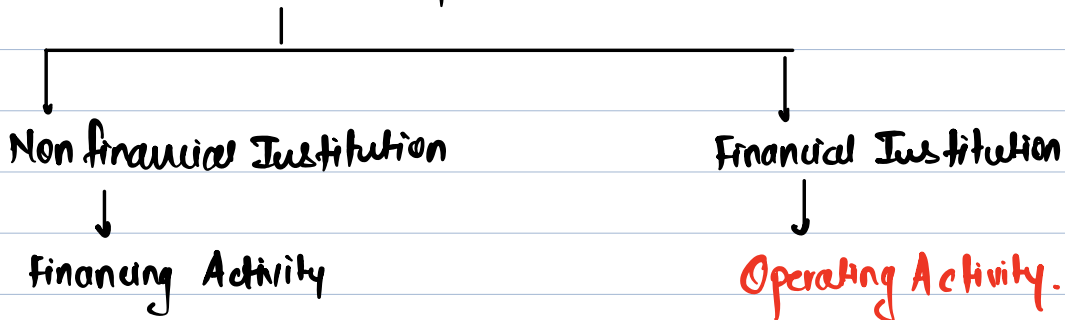 Non financial Institution
Financial Institution
Financing Activity
Operating Activity.